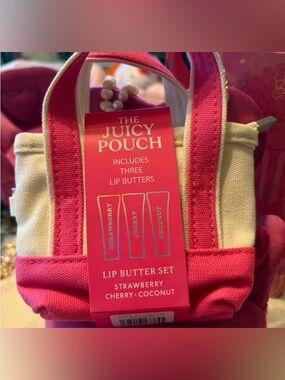 THE
JUICY
POUCH
INCLUDES
THREE
LIP BUTTERS
STRAWBERRY
CHERRY
COCONUT
LIP BUTTER SET
STRAWBERRY
CHERRY • COCONUT